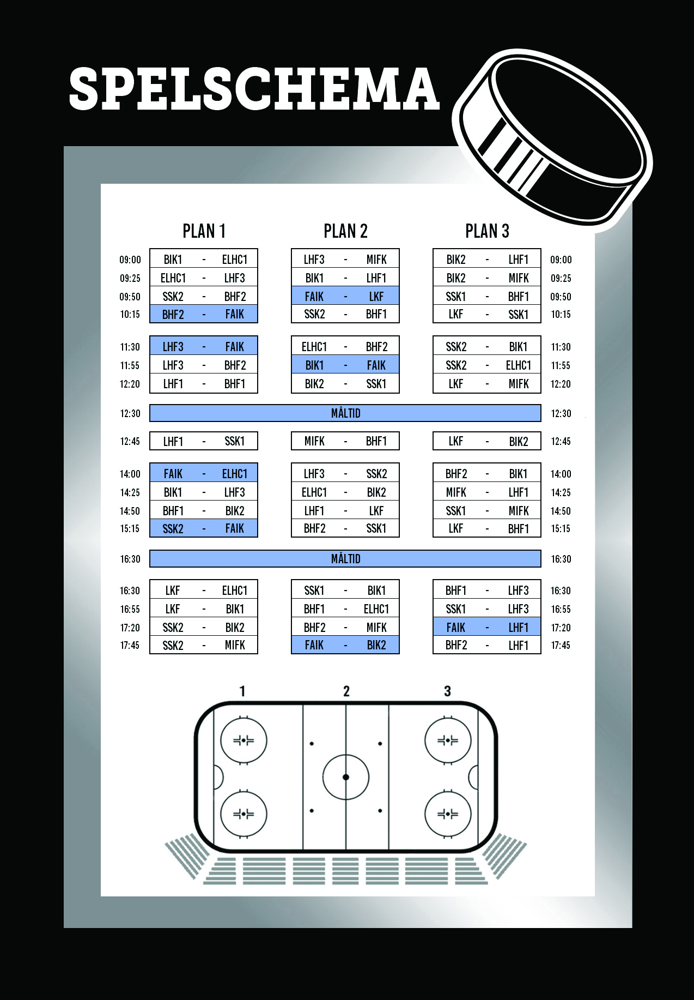 SPELSCHEMA
PLAN 1 PLAN 2 PLAN 3
09:00 BIK1 - ELHC1 LHF3 - MIFK BIK2 - LHF1 09:00
09:25 ELHC1 - LHF3 BIK1 - LHF1 BIK2 - MIFK 09:25
09:50 SSK2 - BHF2 FAIK - LKF SSK1 - BHF1 09:50
10:15 BHF2 - FAIK SSK2 - BHF1 LKF - SSK1 10:15
11:30 LHF3 - FAIK ELHC1 - BHF2 SSK2 - BIK1 11:30
11:55 LHF3 - BHF2 BIK1 - FAIK SSK2 - ELHC1 11:55
12:20 LHF1 - BHF1 BIK2 - SSK1 LKF - MIFK 12:20
12:30 MÅLTID 12:30
12:45 LHF1 - SSK1 MIFK - BHF1 LKF - BIK2 12:45
14:00 FAIK - ELHC1 LHF3 - SSK2 BHF2 - BIK1 14:00
14:25 BIK1 - LHF3 ELHC1 - BIK2 MIFK - LHF1 14:25
14:50 BHF1 - BIK2 LHF1 - LKF SSK1 - MIFK 14:50
15:15 SSK2 - FAIK BHF2 - SSK1 LKF - BHF1 15:15
16:30 MÅLTID 16:30
16:30 LKF - ELHC1 SSK1 - BIK1 BHF1 - LHF3 16:30
16:55 LKF - BIK1 BHF1 - ELHC1 SSK1 - LHF3 16:55
17:20 SSK2 - BIK2 BHF2 - MIFK FAIK - LHF1 17:20
17:45 SSK2 - MIFK FAIK - BIK2 BHF2 - LHF1 17:45
1 2 3